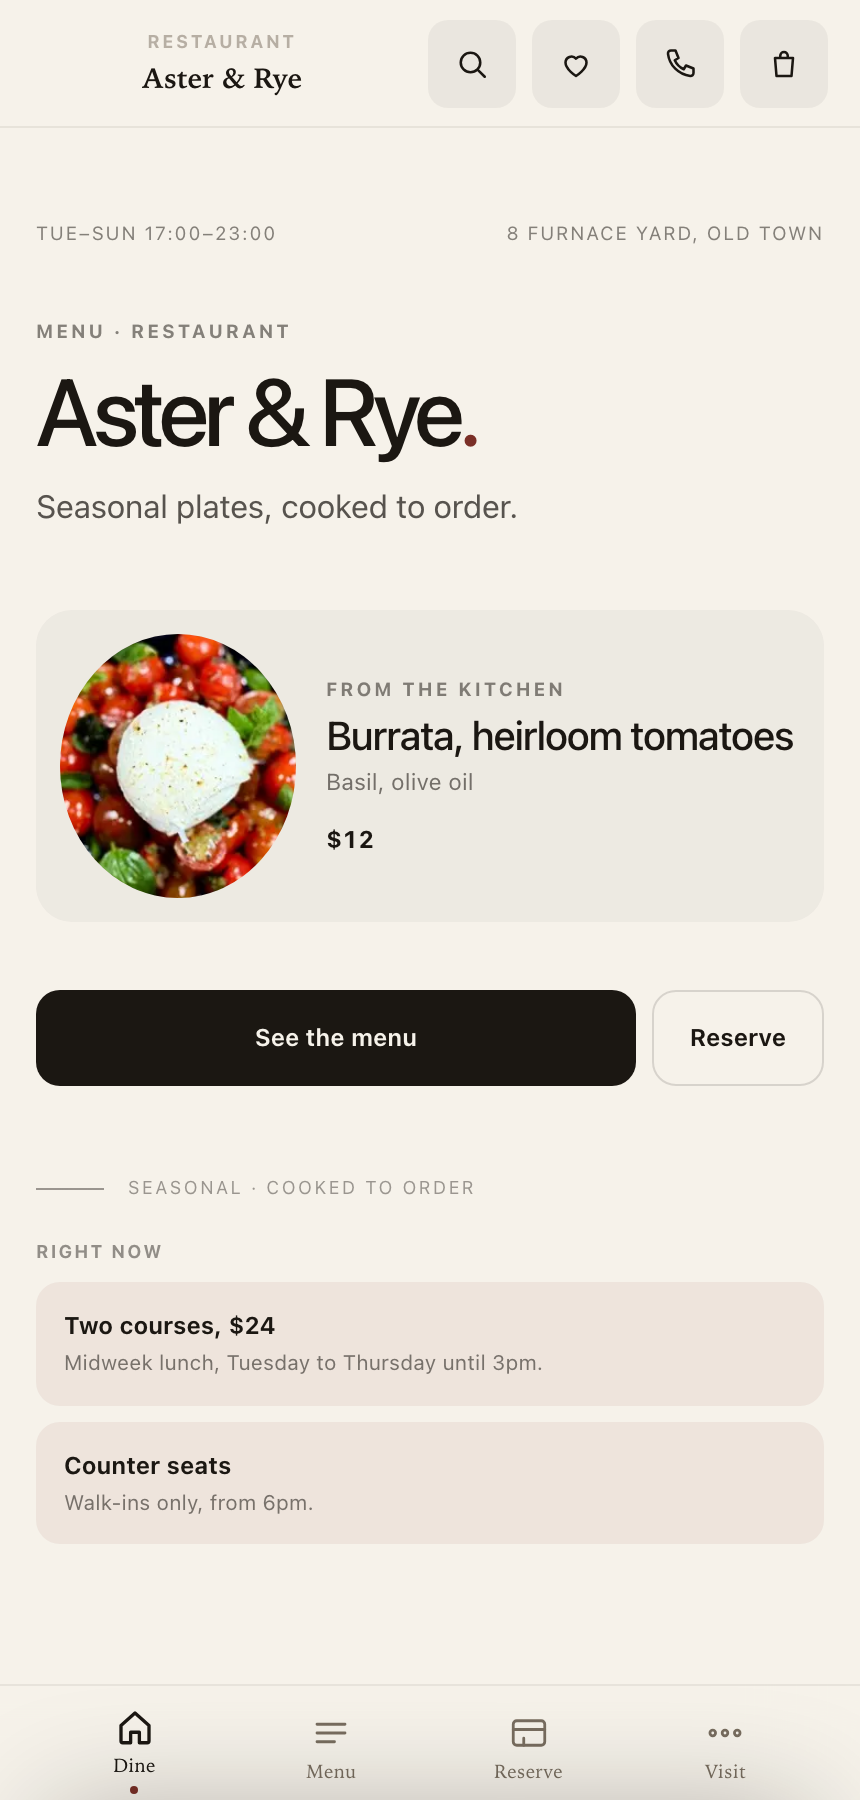 RESTAURANT
Aster & Rye
TUE–SUN 17:00–23:00
8 FURNACE YARD, OLD TOWN
MENU · RESTAURANT
Aster & Rye.
Seasonal plates, cooked to order.
FROM THE KITCHEN
Burrata, heirloom tomatoes
Basil, olive oil
$12
See the menu
Reserve
SEASONAL · COOKED TO ORDER
RIGHT NOW
Two courses, $24
Midweek lunch, Tuesday to Thursday until 3pm.
Counter seats
Walk-ins only, from 6pm.
Dine
Menu
Reserve
Visit